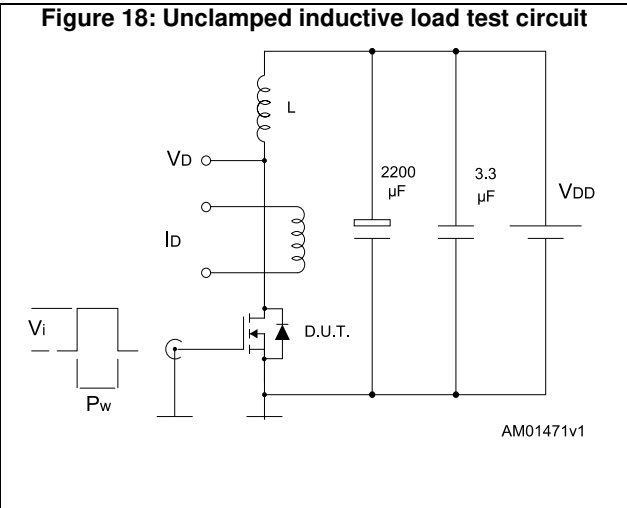 Figure 18: Unclamped inductive load test circuit
L
VD
2200
µF
3.3
µF
VDD
ID
Vi
D.U.T.
Pw
AM01471v1